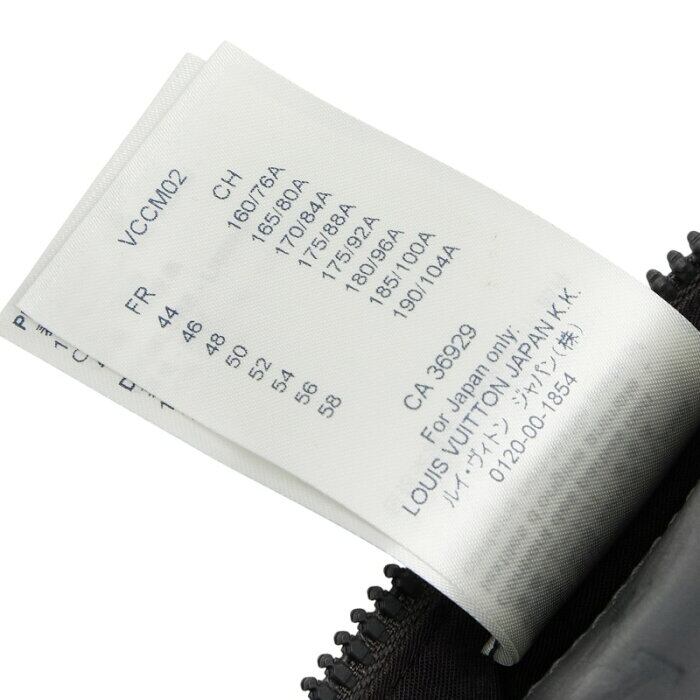 VCCM02
FR CH
44 160/76A
46 165/80A
48 170/84A
50 175/88A
52 175/92A
54 180/96A
56 185/100A
58 190/104A
CA 36929
For Japan only:
LOUIS VUITTON JAPAN K.K.
ルイ・ヴィトン ジャパン(株)
0120-00-1854